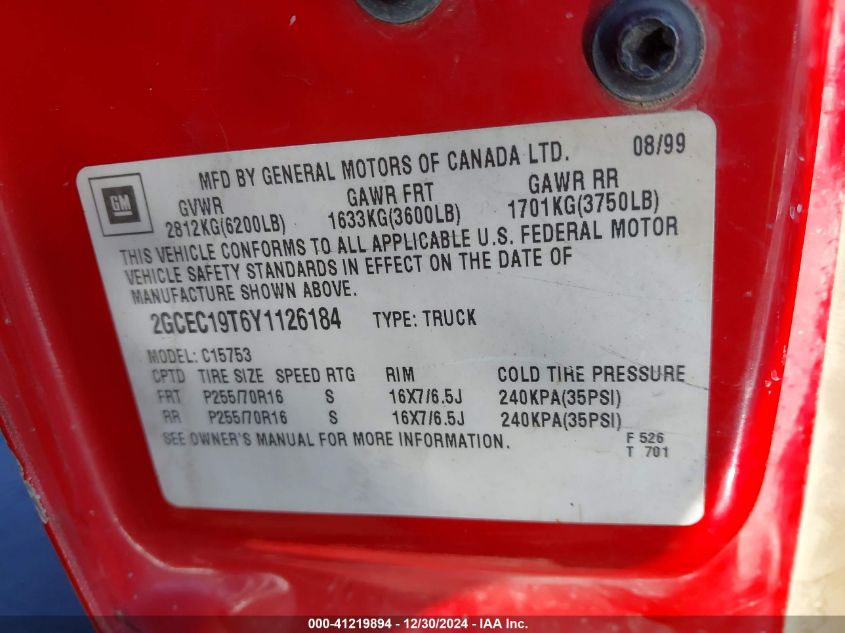 MFD BY GENERAL MOTORS OF CANADA LTD. 08/99
GM
GVWR GAWR FRT GAWR RR
2812KG(6200LB) 1633KG(3600LB) 1701KG(3750LB)
THIS VEHICLE CONFORMS TO ALL APPLICABLE U.S. FEDERAL MOTOR
VEHICLE SAFETY STANDARDS IN EFFECT ON THE DATE OF
MANUFACTURE SHOWN ABOVE.
2GCEC19T6Y1126184 TYPE: TRUCK
MODEL: C15753
CPTD TIRE SIZE SPEED RTG RIM COLD TIRE PRESSURE
FRT P255/70R16 S 16X7/6.5J 240KPA(35PSI)
RR P255/70R16 S 16X7/6.5J 240KPA(35PSI)
SEE OWNER'S MANUAL FOR MORE INFORMATION.
F 526
T 701
000-41219894 - 12/30/2024 - IAA Inc.